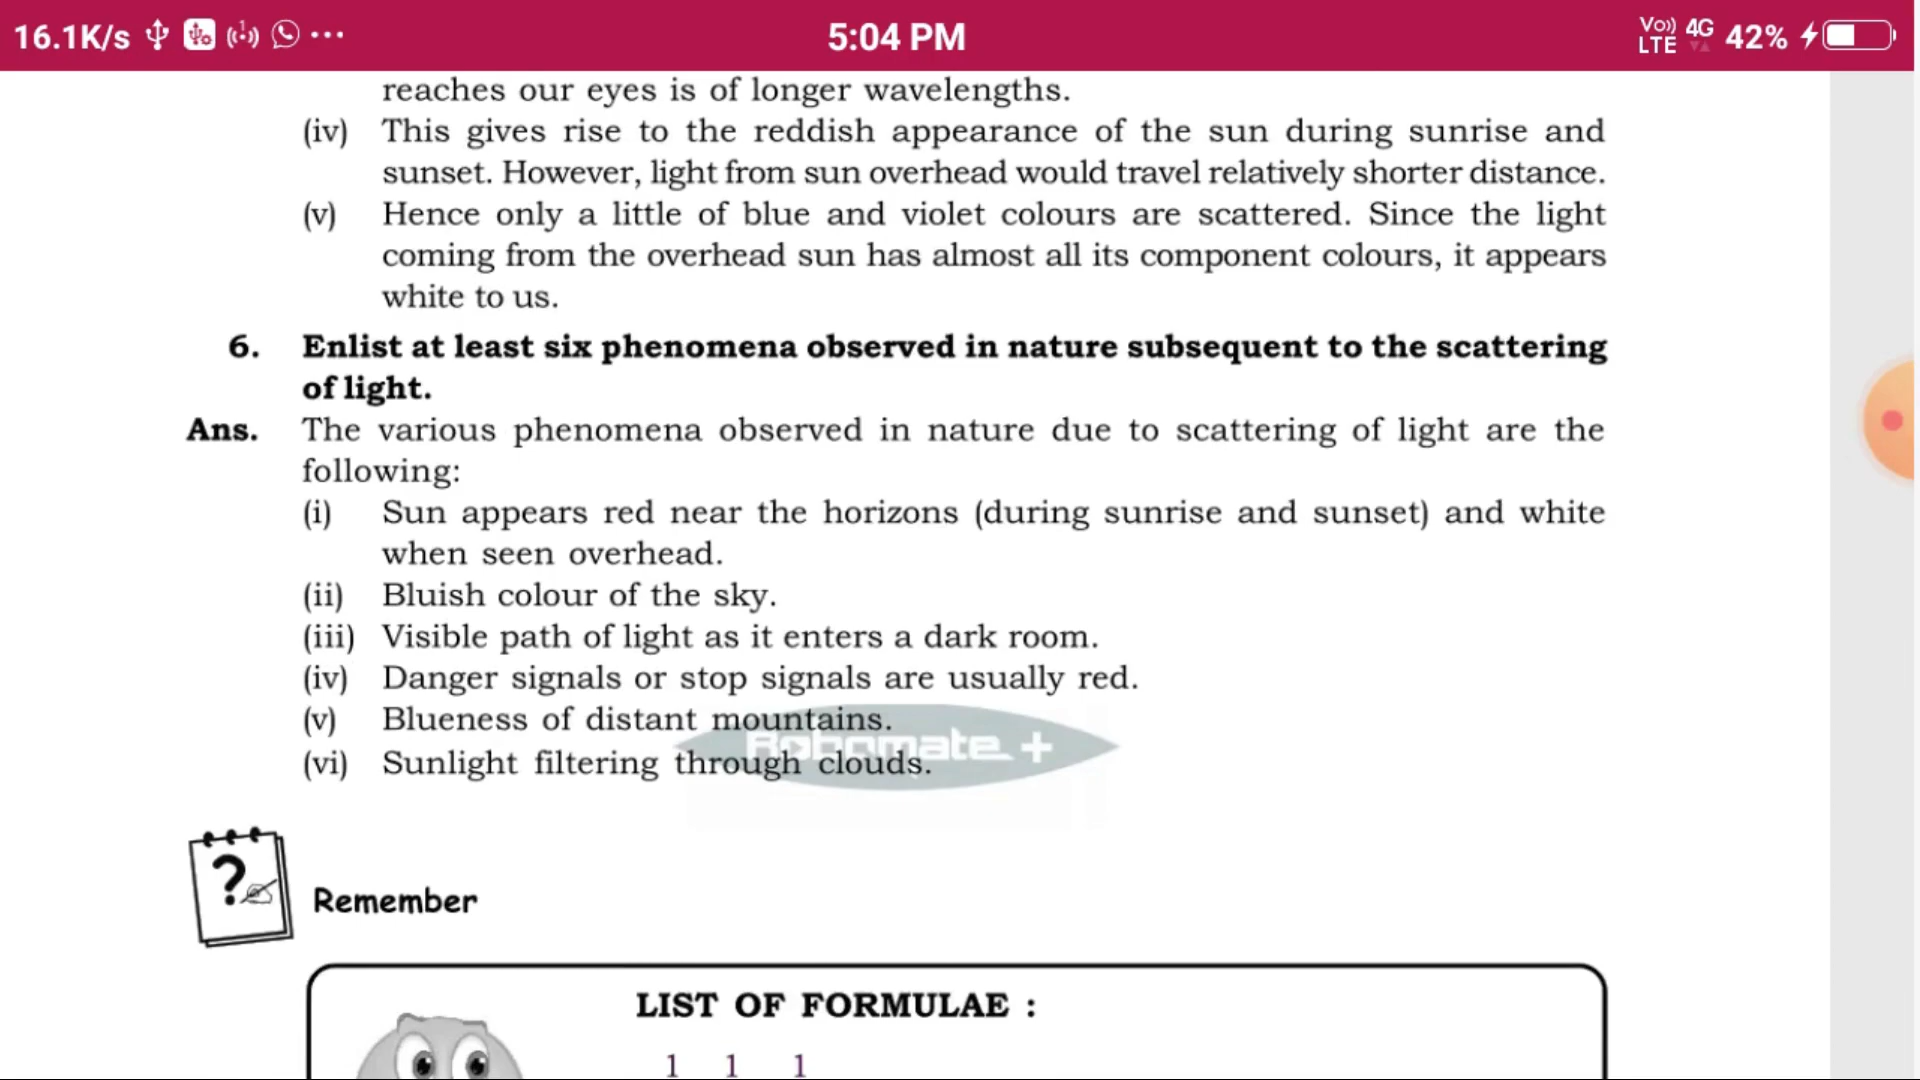 16.1K/s
5:04 PM
Vo)) LTE 4G 42%
reaches our eyes is of longer wavelengths.
(iv) This gives rise to the reddish appearance of the sun during sunrise and
sunset. However, light from sun overhead would travel relatively shorter distance.
(v) Hence only a little of blue and violet colours are scattered. Since the light
coming from the overhead sun has almost all its component colours, it appears
white to us.
6. Enlist at least six phenomena observed in nature subsequent to the scattering
of light.
Ans. The various phenomena observed in nature due to scattering of light are the
following:
(i) Sun appears red near the horizons (during sunrise and sunset) and white
when seen overhead.
(ii) Bluish colour of the sky.
(iii) Visible path of light as it enters a dark room.
(iv) Danger signals or stop signals are usually red.
(v) Blueness of distant mountains.
Robomate +
(vi) Sunlight filtering through clouds.
?
Remember
LIST OF FORMULAE :
1 1 1